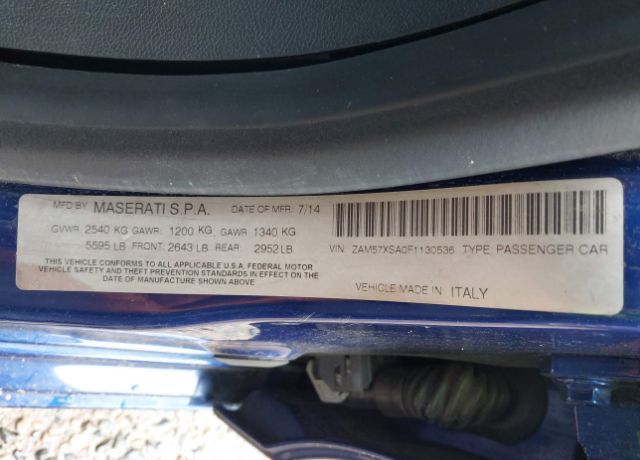 MFD BY MASERATI S.P.A. DATE OF MFR. 7/14
GVWR: 2540 KG GAWR: 1200 KG GAWR: 1340 KG
5595 LB FRONT: 2643 LB REAR: 2952 LB
THIS VEHICLE CONFORMS TO ALL APPLICABLE U.S.A. FEDERAL MOTOR
VEHICLE SAFETY AND THEFT PREVENTION STANDARDS IN EFFECT ON THE
DATE OF MANUFACTURE SHOWN ABOVE
VIN: ZAM57XSA0F1130536 TYPE: PASSENGER CAR
VEHICLE MADE IN ITALY